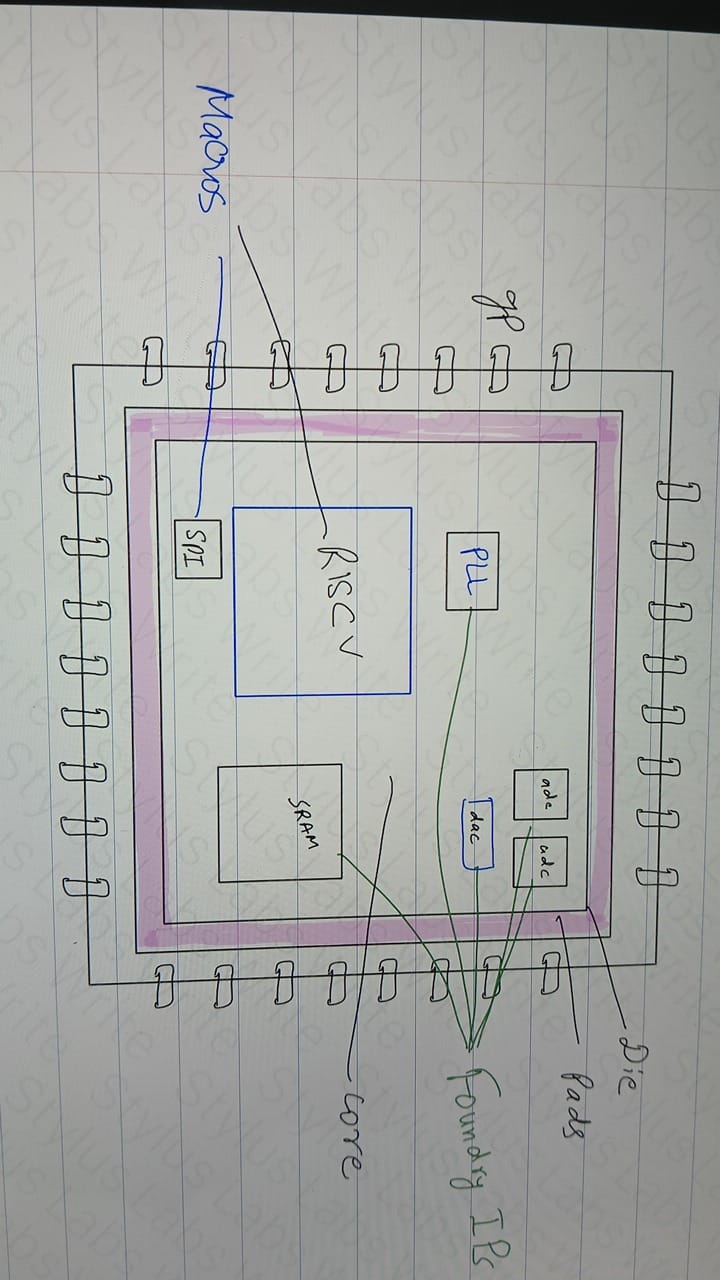 Die
Pads
adc
adc
gp
PLL
dac
Foundry IPs
RISCV
core
SRAM
Macros
SPI
Stylus Labs Write